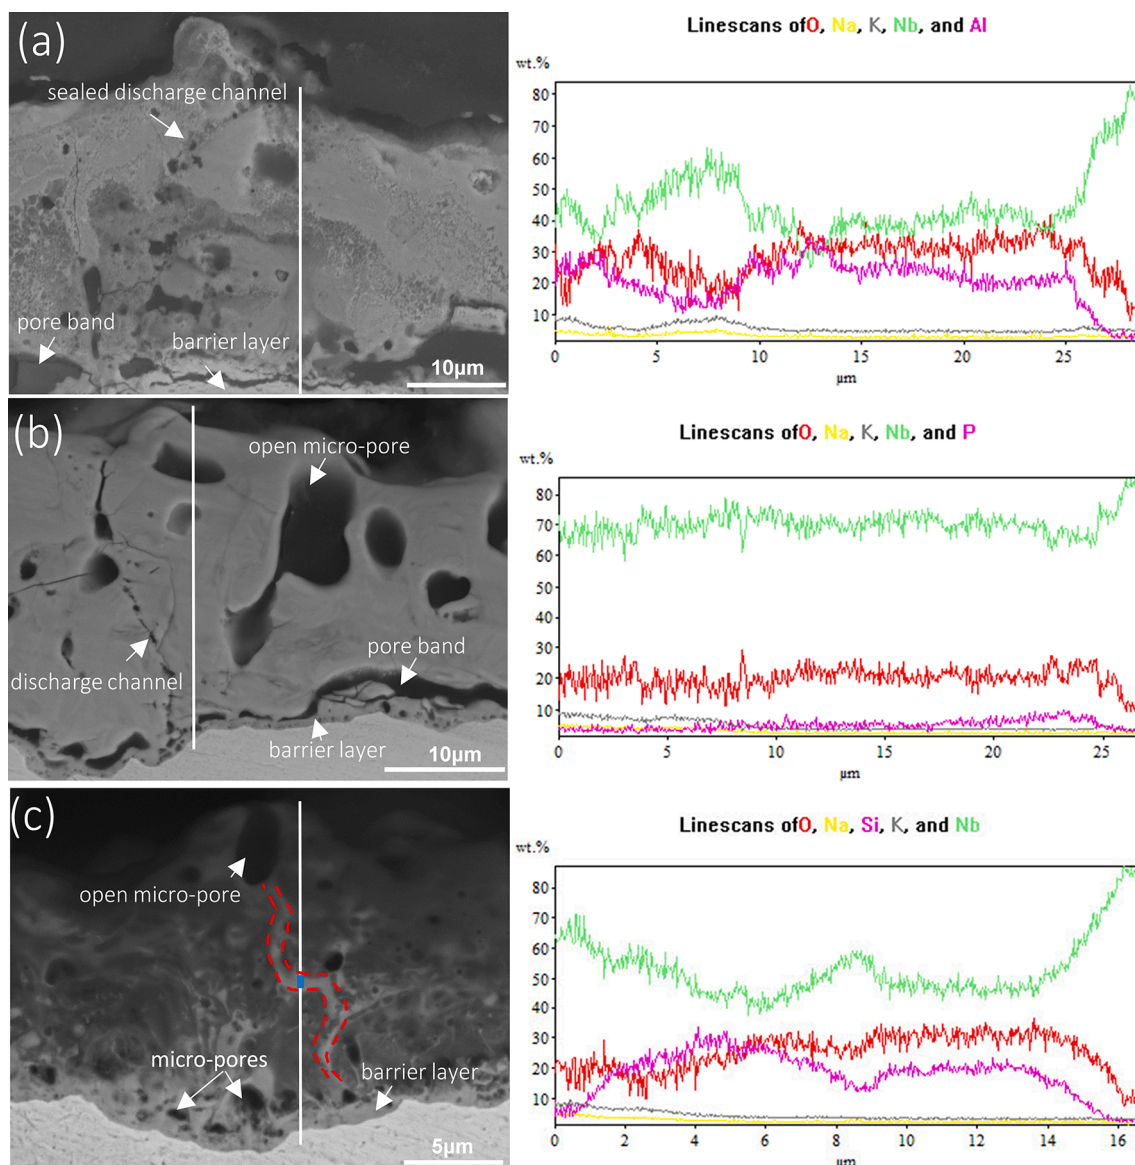 (a)
sealed discharge channel
pore band
barrier layer
10µm
Linescans ofO, Na, K, Nb, and Al
wt.%
80
70
60
50
40
30
20
10
0 5 10 15 20 25
µm
(b)
open micro-pore
pore band
discharge channel
barrier layer
10µm
Linescans ofO, Na, K, Nb, and P
wt.%
80
70
60
50
40
30
20
10
0 5 10 15 20 25
µm
(c)
open micro-pore
micro-pores
barrier layer
5µm
Linescans ofO, Na, Si, K, and Nb
wt.%
80
70
60
50
40
30
20
10
0 2 4 6 8 10 12 14 16
µm